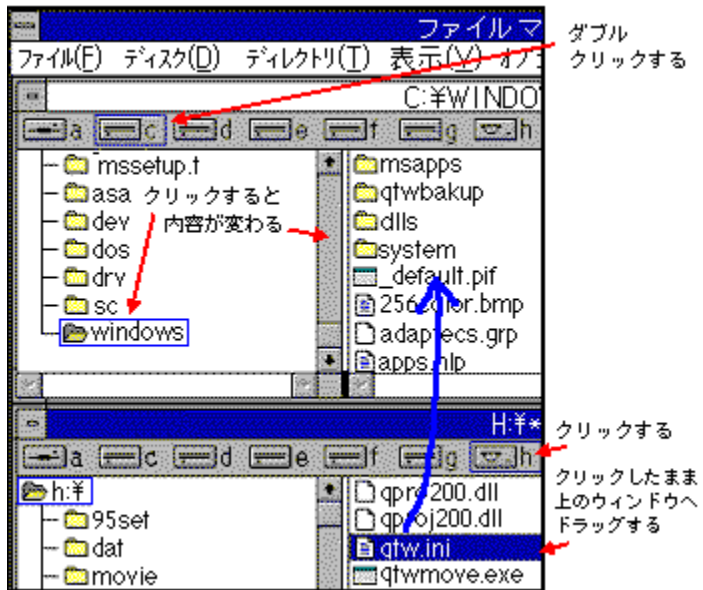 ファイル マ
ファイル(F) ディスク(D) ディレクトリ(T) 表示(V) オプ
ダブル
クリックする
C:¥WINDO
a c d e f g h
mssetup.t
asa
dev
dos
drv
sc
windows
クリックすると
内容が変わる
msapps
qtwbakup
dlls
system
_default.pif
256color.bmp
adaptecs.grp
apps.hlp
H:¥*
a c d e f g h
クリックする
h:¥
95set
dat
movie
qpro200.dll
qproj200.dll
qtw.ini
qtwmove.exe
クリックしたまま
上のウィンドウへ
ドラッグする